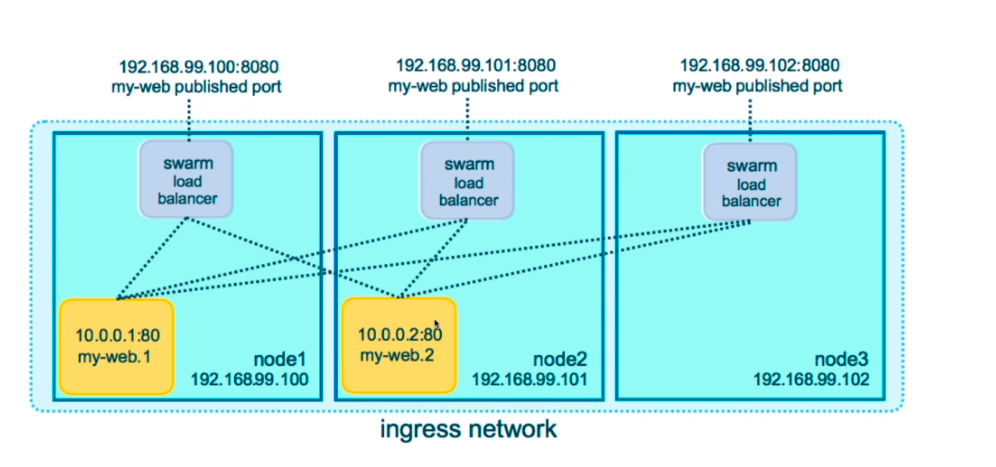 192.168.99.100:8080
my-web published port
192.168.99.101:8080
my-web published port
192.168.99.102:8080
my-web published port
swarm
load
balancer
swarm
load
balancer
swarm
load
balancer
10.0.0.1:80
my-web.1
node1
192.168.99.100
10.0.0.2:80
my-web.2
node2
192.168.99.101
node3
192.168.99.102
ingress network